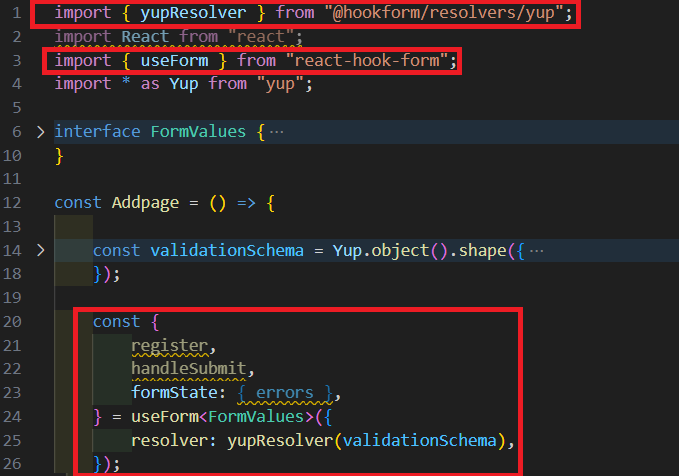 1 import { yupResolver } from "@hookform/resolvers/yup";
2 import React from "react";
3 import { useForm } from "react-hook-form";
4 import * as Yup from "yup";
5
6 > interface FormValues { ···
10 }
11
12 const Addpage = () => {
13
14 > const validationSchema = Yup.object().shape({ ···
18 });
19
20 const {
21 register,
22 handleSubmit,
23 formState: { errors },
24 } = useForm<FormValues>({
25 resolver: yupResolver(validationSchema),
26 });